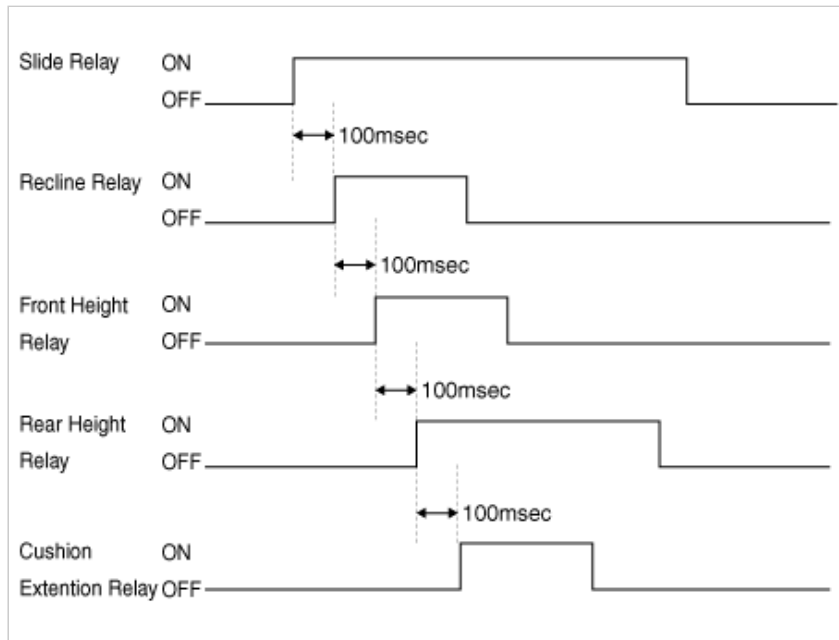 Slide Relay ON
OFF
100msec
Recline Relay ON
OFF
100msec
Front Height ON
Relay OFF
100msec
Rear Height ON
Relay OFF
100msec
Cushion ON
Extention Relay OFF